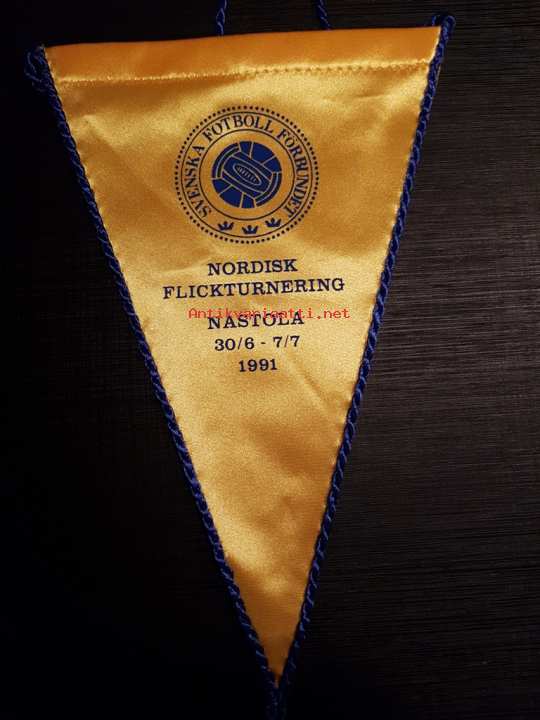 SVENSKA FOTBOLL FÖRBUNDET
NORDISK
FLICKTURNERING
Antikvariaatti.net
NASTOLA
30/6 - 7/7
1991